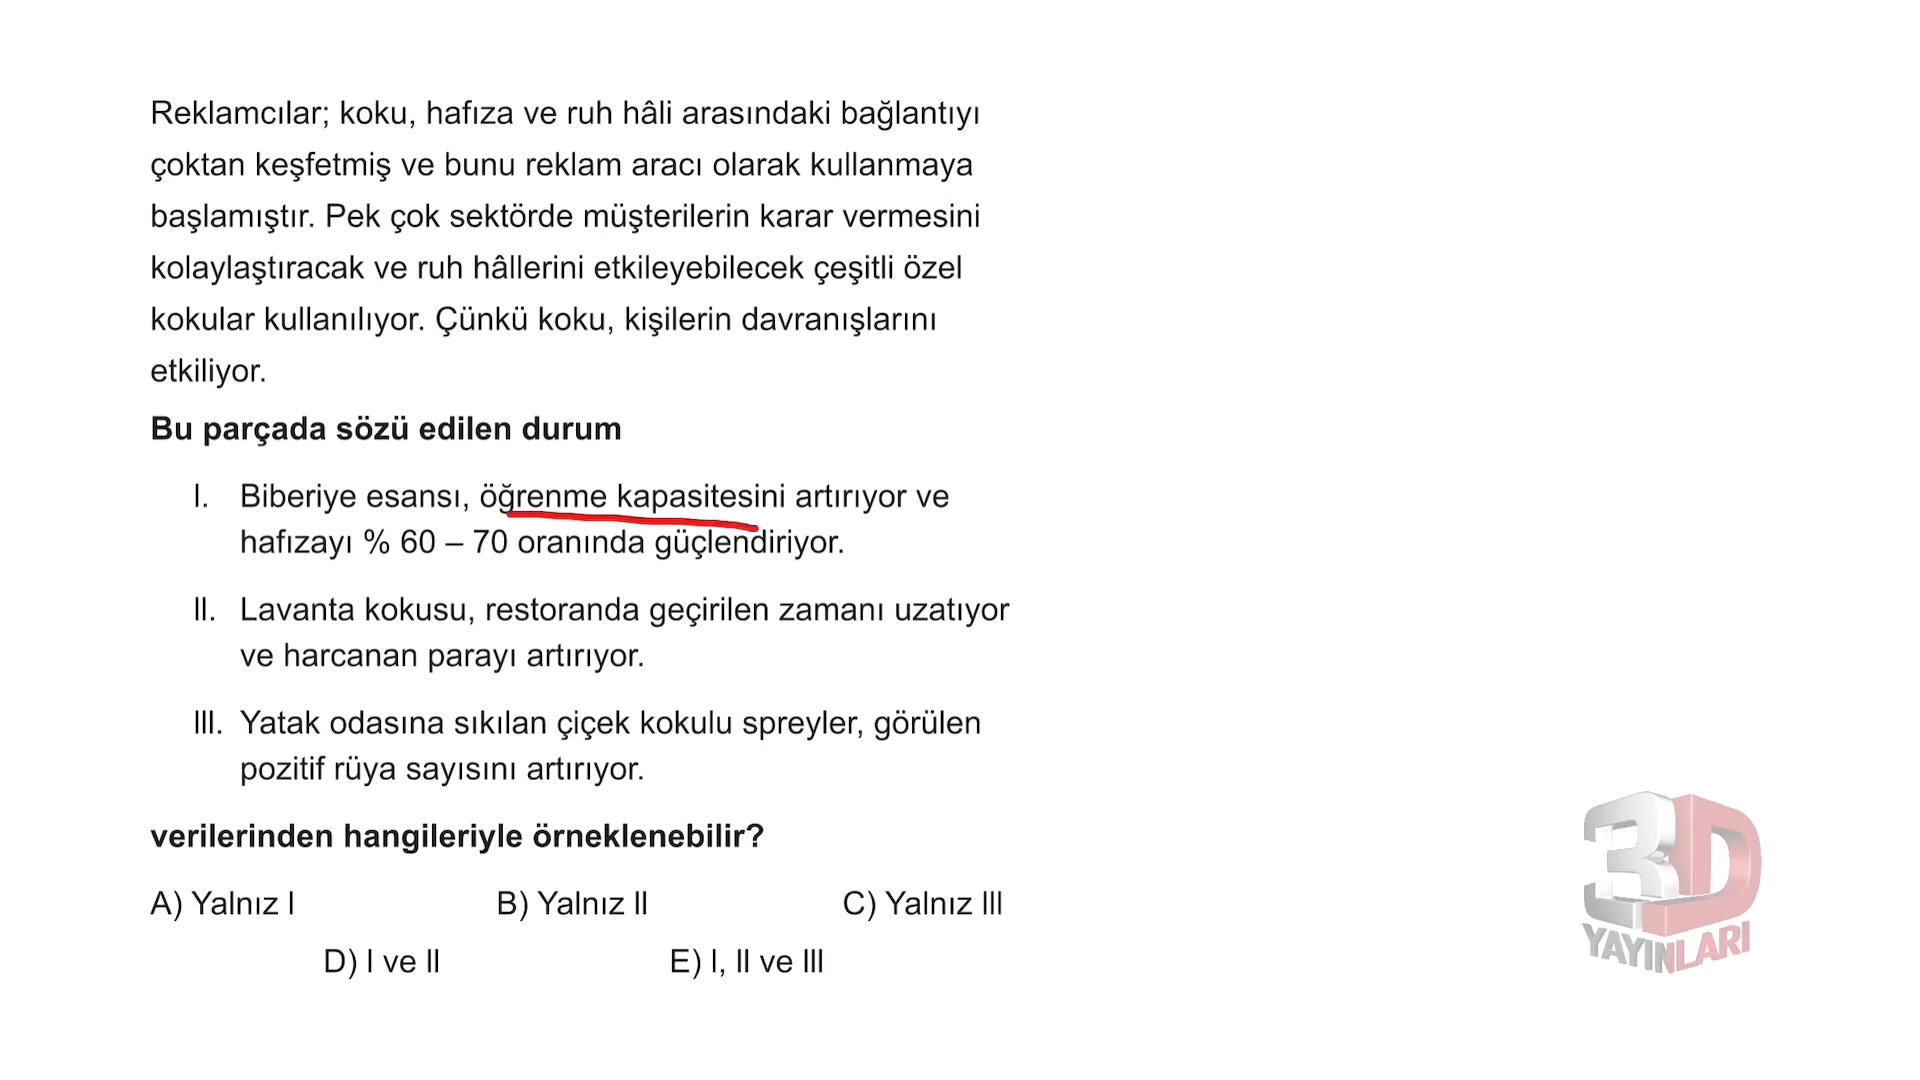 Reklamcılar; koku, hafıza ve ruh hâli arasındaki bağlantıyı
çoktan keşfetmiş ve bunu reklam aracı olarak kullanmaya
başlamıştır. Pek çok sektörde müşterilerin karar vermesini
kolaylaştıracak ve ruh hâllerini etkileyebilecek çeşitli özel
kokular kullanılıyor. Çünkü koku, kişilerin davranışlarını
etkiliyor.
Bu parçada sözü edilen durum
I. Biberiye esansı, öğrenme kapasitesini artırıyor ve
hafızayı % 60 – 70 oranında güçlendiriyor.
II. Lavanta kokusu, restoranda geçirilen zamanı uzatıyor
ve harcanan parayı artırıyor.
III. Yatak odasına sıkılan çiçek kokulu spreyler, görülen
pozitif rüya sayısını artırıyor.
verilerinden hangileriyle örneklenebilir?
A) Yalnız I B) Yalnız II C) Yalnız III
D) I ve II E) I, II ve III
3D
YAYINLARI